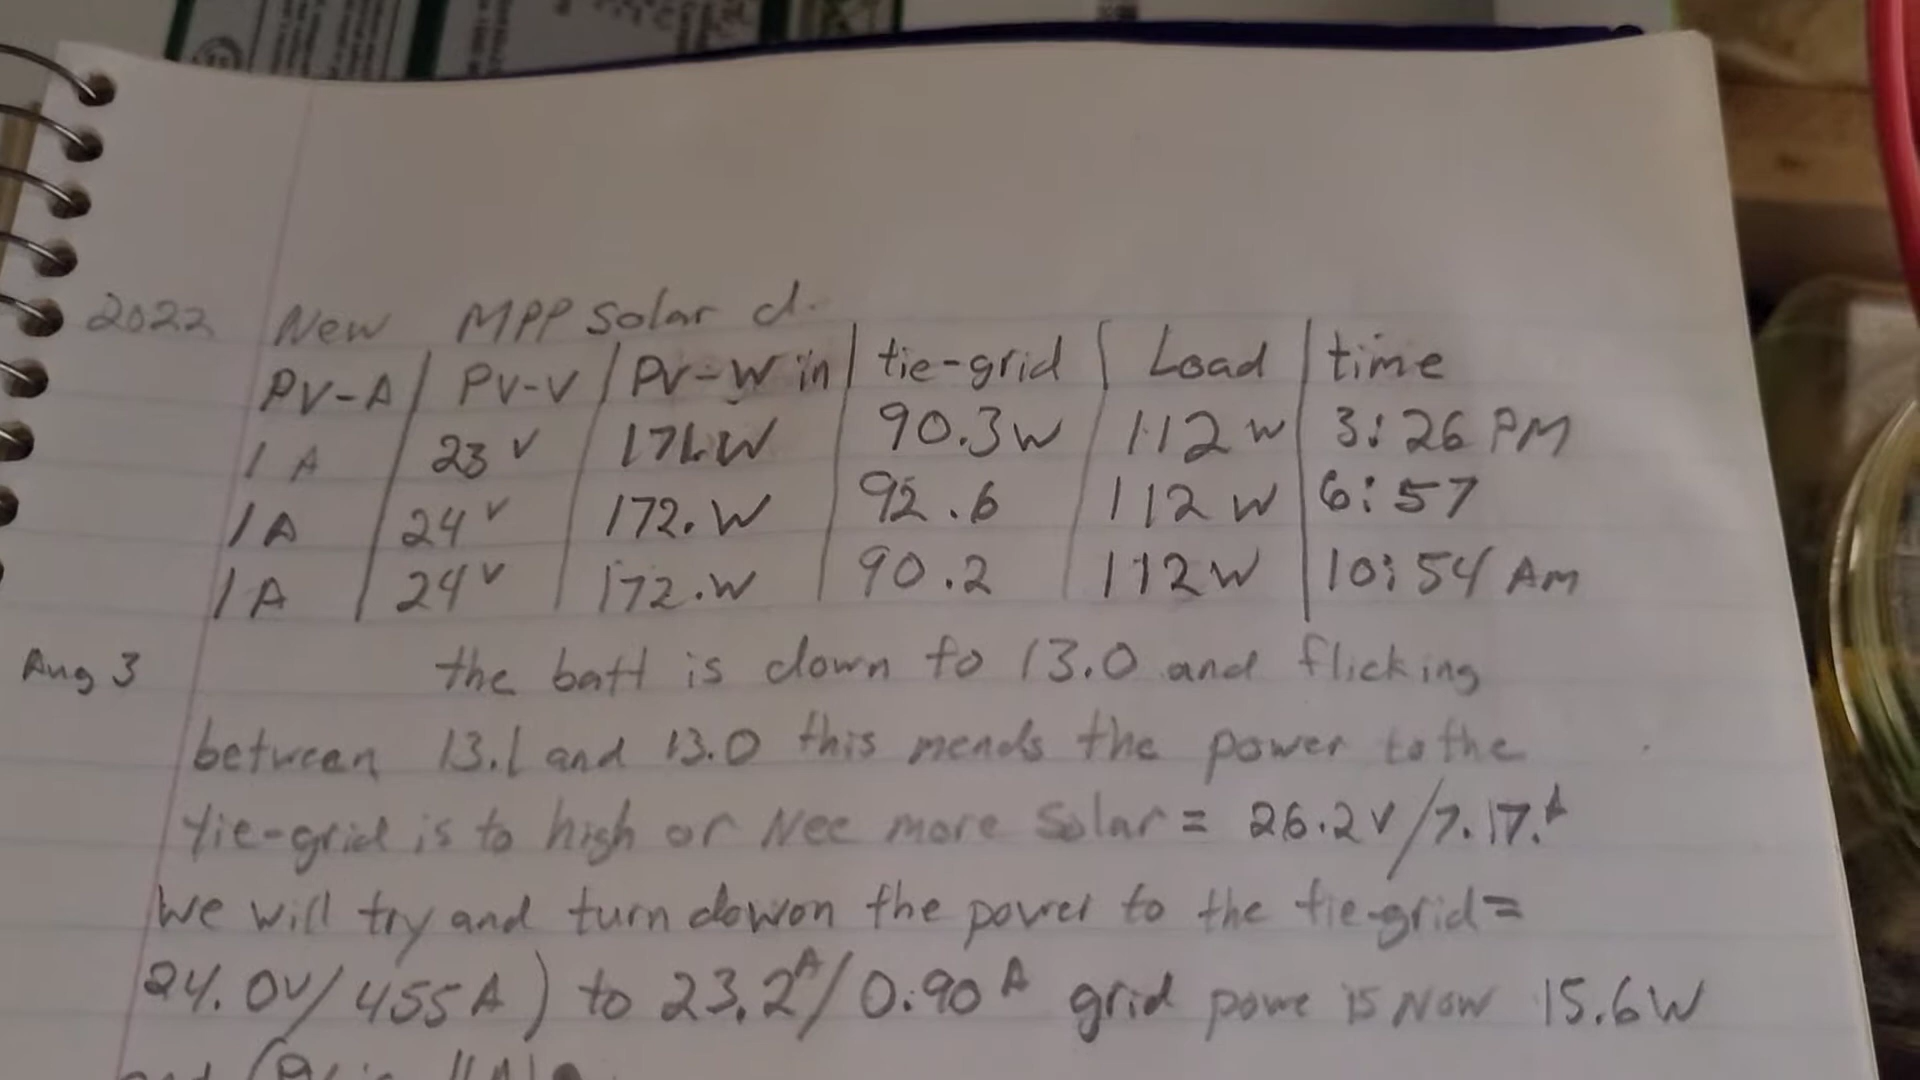 2022 New MPP Solar d.
PV-A | PV-V | PV-W in | tie-grid | Load | time
1 A | 23 V | 171.W | 90.3w | 112 w | 3:26 PM
1 A | 24 V | 172.W | 92.6 | 112 W | 6:57
1 A | 24 V | 172.W | 90.2 | 112W | 10:54 AM
Aug 3 the batt is down to 13.0 and flicking
between 13.1 and 13.0 this mends the power to the
tie-grid is to high or Nee more Solar = 26.2V/7.17.A
We will try and turn dowon the power to the tie-grid=
24.0V/455A) to 23.2A/0.90A grid powe is Now 15.6W